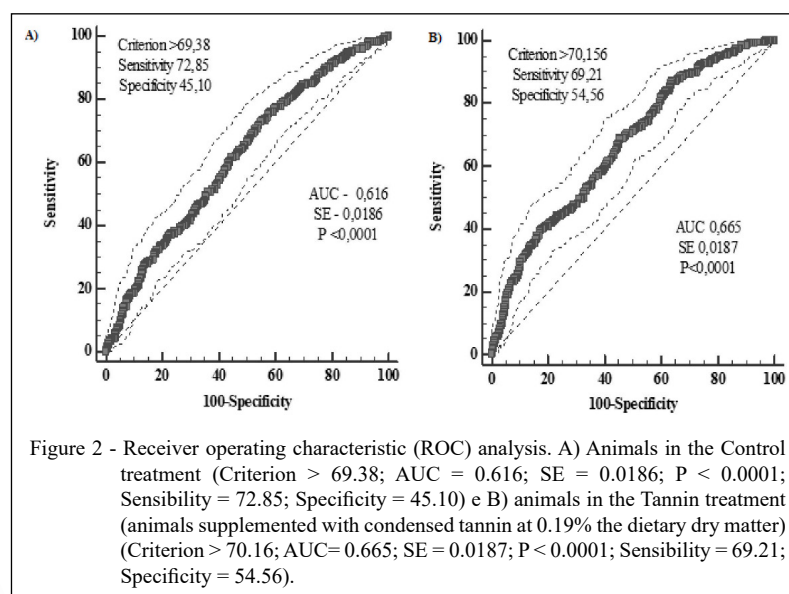 A)
Criterion >69,38
Sensitivity 72,85
Specificity 45,10
100
80
60
40
20
0
Sensitivity
AUC - 0,616
SE - 0,0186
P <0,0001
0 20 40 60 80 100
100-Specificity
B)
Criterion >70,156
Sensitivity 69,21
Specificity 54,56
100
80
60
40
20
0
Sensitivity
AUC 0,665
SE 0,0187
P<0,0001
0 20 40 60 80 100
100-Specificity
Figure 2 - Receiver operating characteristic (ROC) analysis. A) Animals in the Control
treatment (Criterion > 69.38; AUC = 0.616; SE = 0.0186; P < 0.0001;
Sensibility = 72.85; Specificity = 45.10) e B) animals in the Tannin treatment
(animals supplemented with condensed tannin at 0.19% the dietary dry matter)
(Criterion > 70.16; AUC= 0.665; SE = 0.0187; P < 0.0001; Sensibility = 69.21;
Specificity = 54.56).